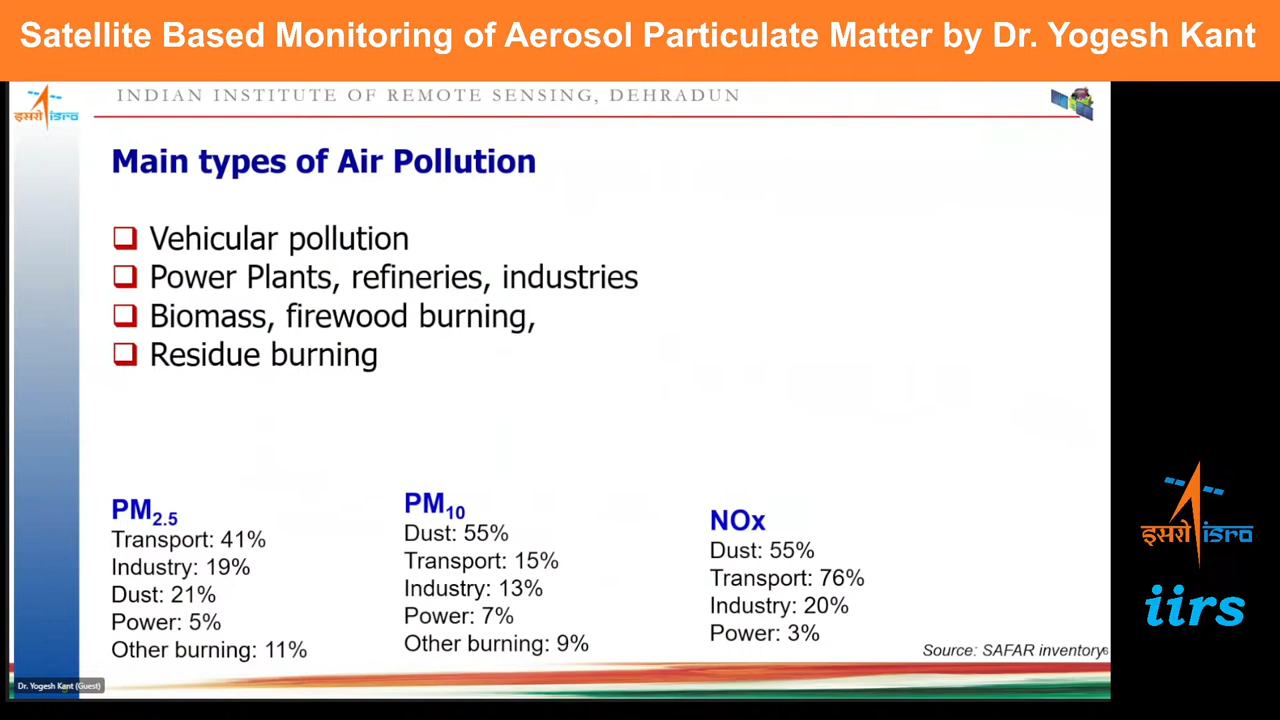 Satellite Based Monitoring of Aerosol Particulate Matter by Dr. Yogesh Kant
INDIAN INSTITUTE OF REMOTE SENSING, DEHRADUN
इसरो isro
Main types of Air Pollution
Vehicular pollution
Power Plants, refineries, industries
Biomass, firewood burning,
Residue burning
PM2.5
Transport: 41%
Industry: 19%
Dust: 21%
Power: 5%
Other burning: 11%
PM10
Dust: 55%
Transport: 15%
Industry: 13%
Power: 7%
Other burning: 9%
NOx
Dust: 55%
Transport: 76%
Industry: 20%
Power: 3%
Source: SAFAR inventory
6
Dr. Yogesh Kant (Guest)
इसरो isro
iirs